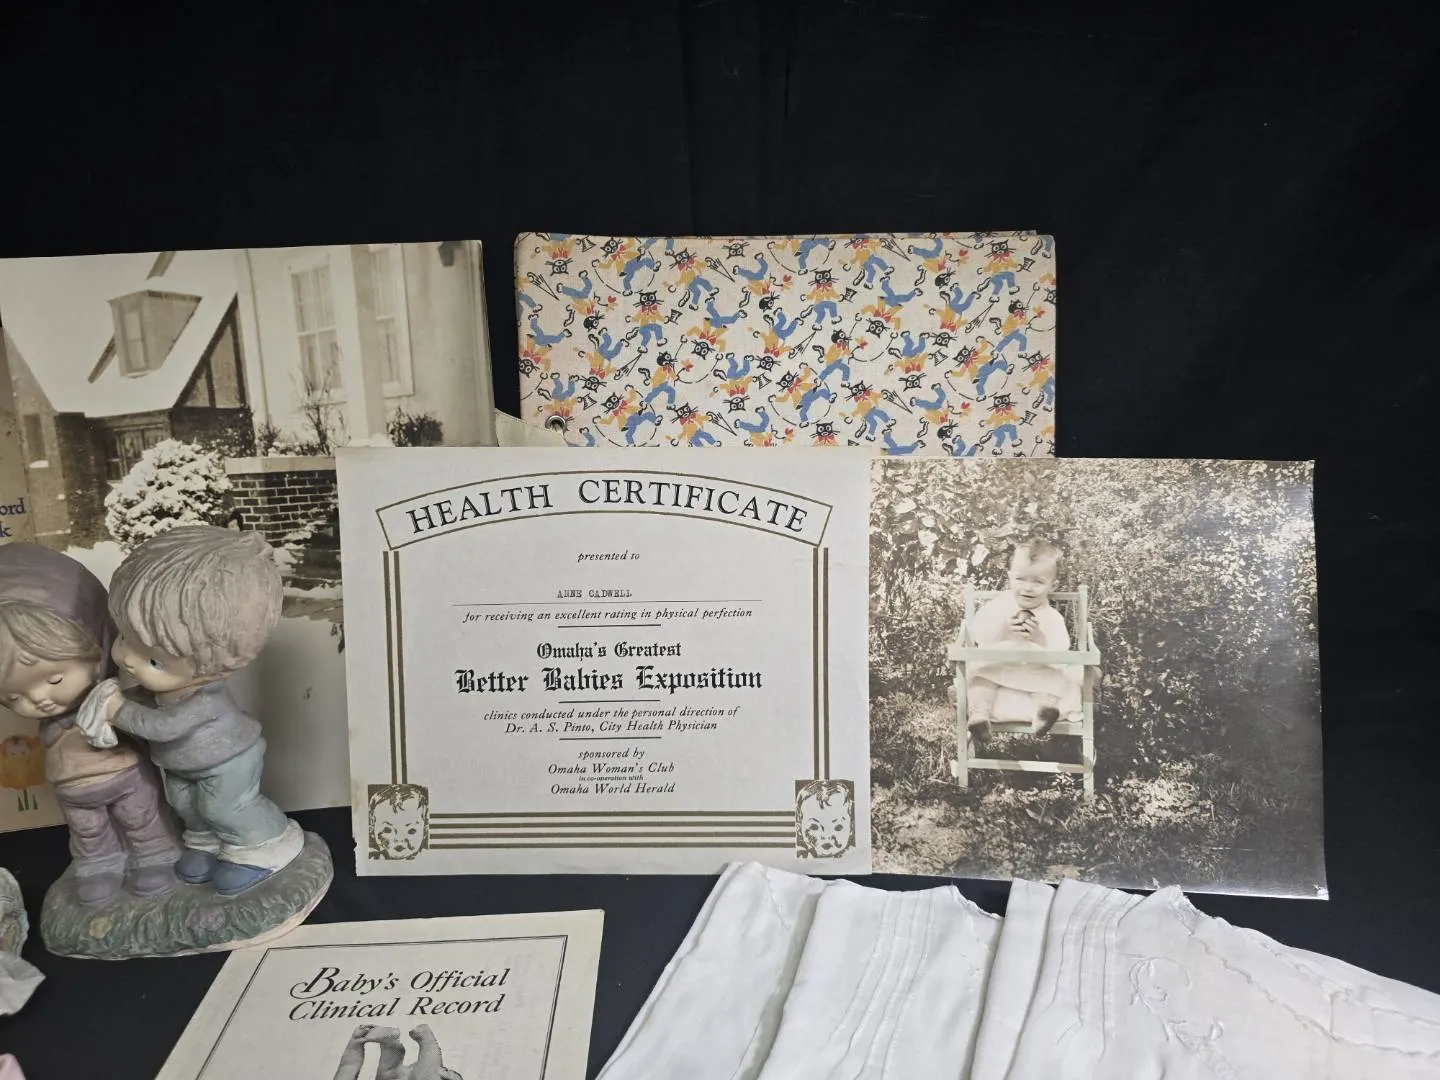 ord
k
HEALTH CERTIFICATE
presented to
ANNE CADWELL
for receiving an excellent rating in physical perfection
Omaha's Greatest
Better Babies Exposition
clinics conducted under the personal direction of
Dr. A. S. Pinto, City Health Physician
sponsored by
Omaha Woman's Club
in co-operation with
Omaha World Herald
Baby's Official
Clinical Record